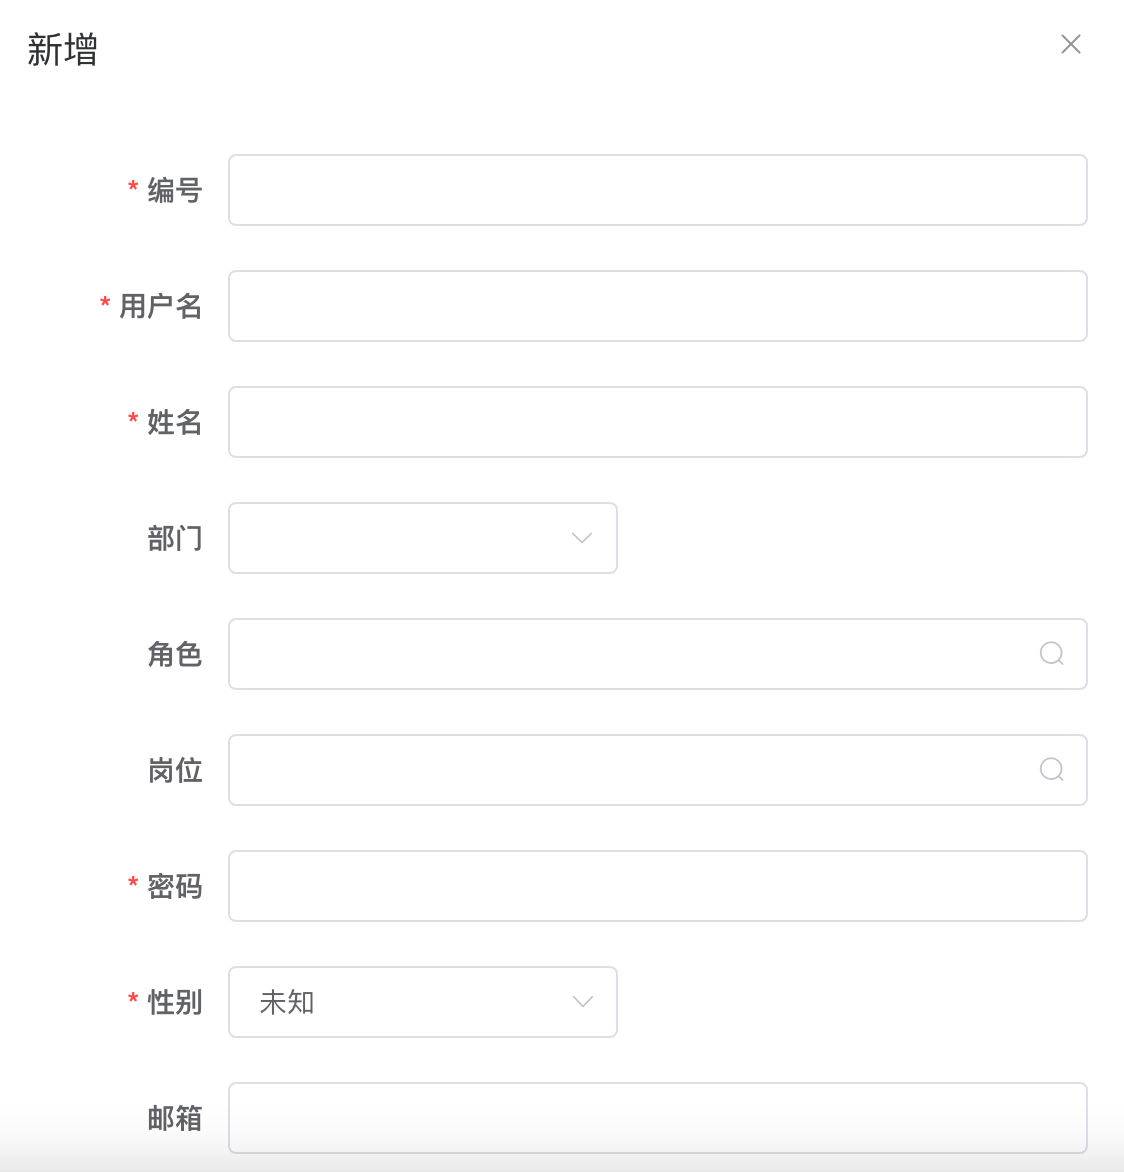 新增
* 编号
* 用户名
* 姓名
部门
角色
岗位
* 密码
* 性别 未知
邮箱